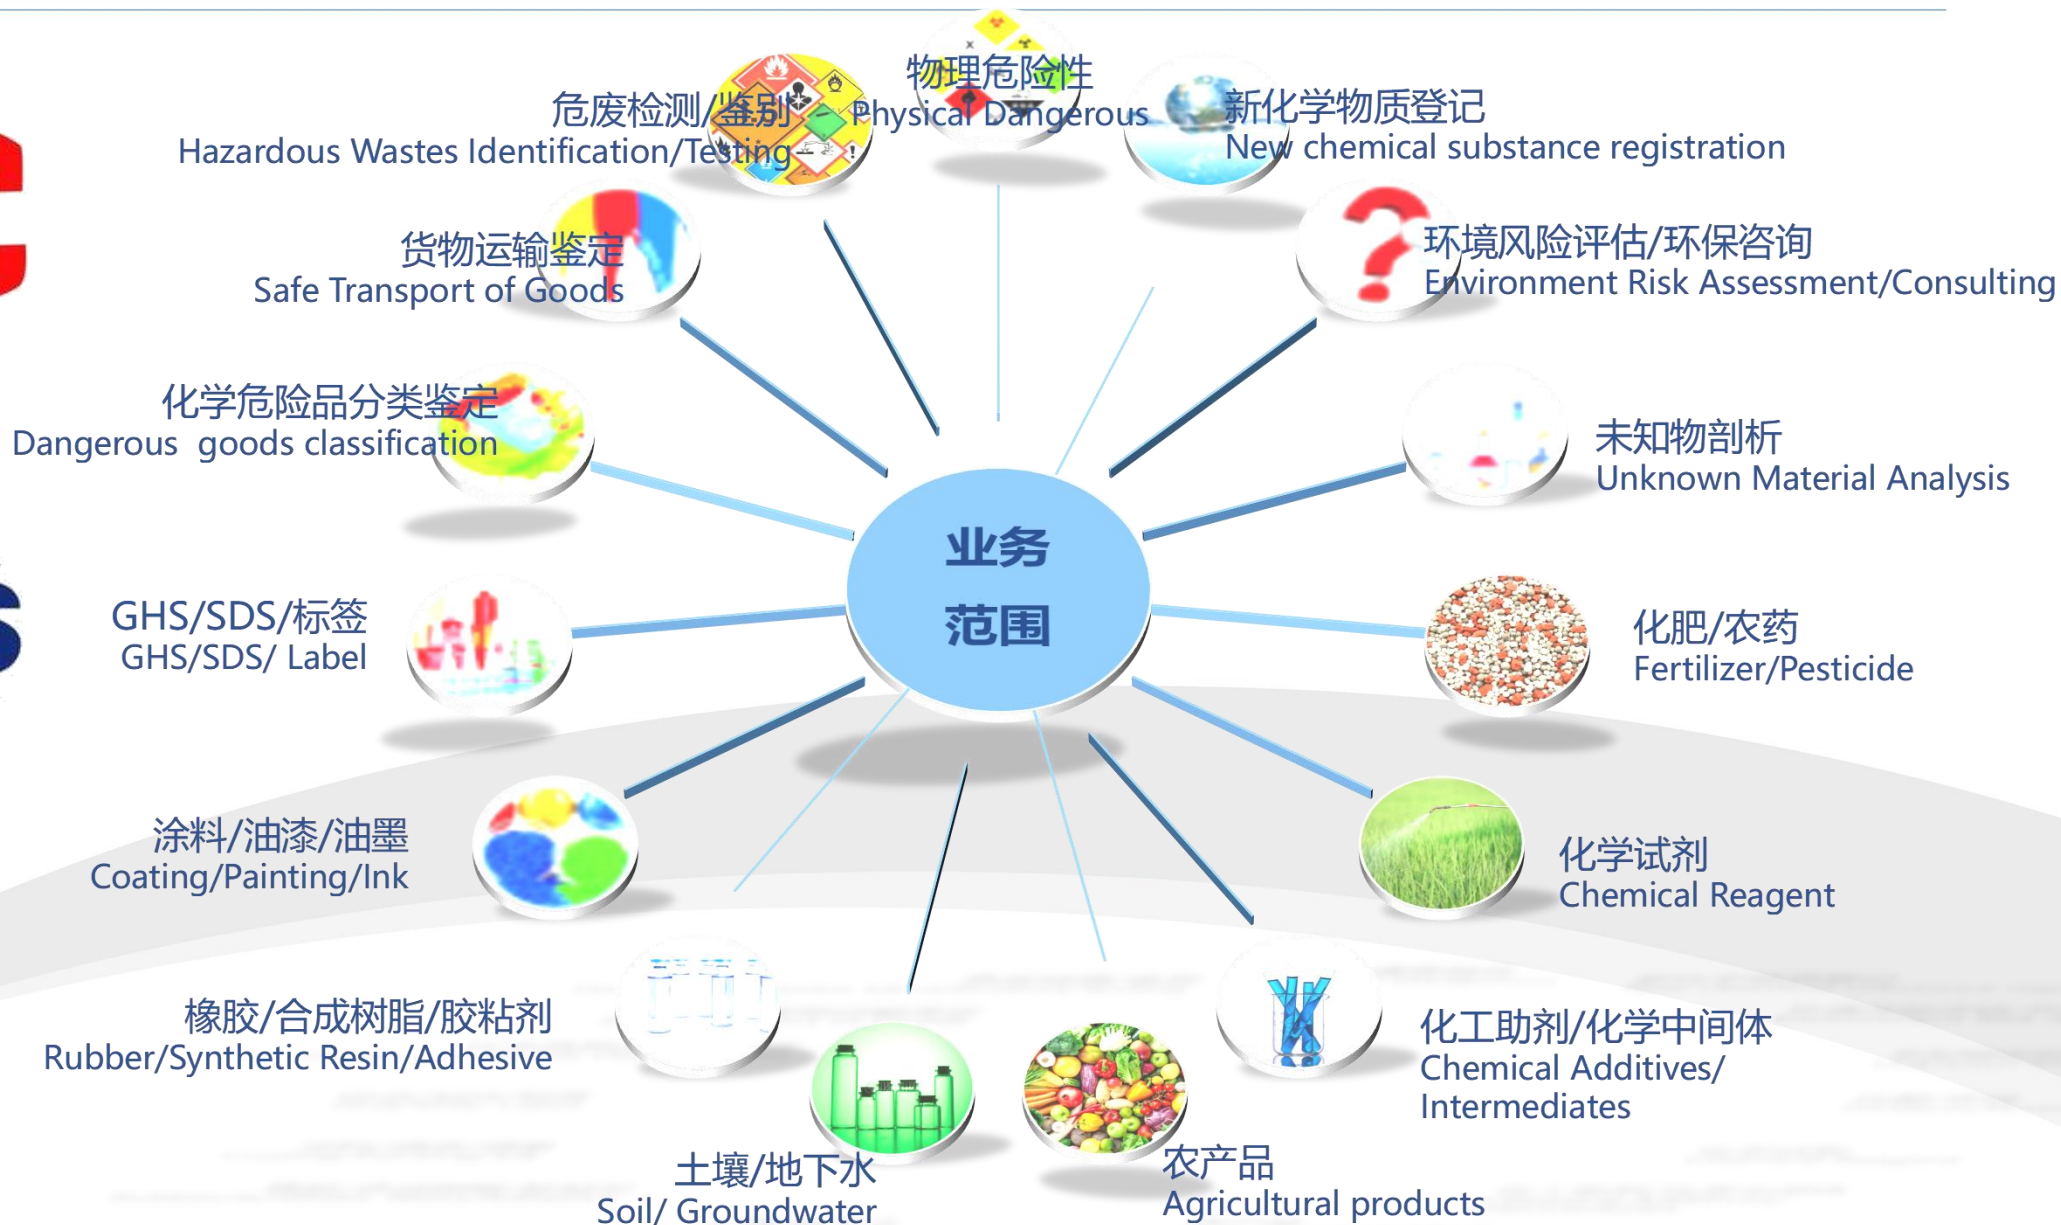 物理危险性
Physical Dangerous
危废检测/鉴别
Hazardous Wastes Identification/Testing
新化学物质登记
New chemical substance registration
货物运输鉴定
Safe Transport of Goods
环境风险评估/环保咨询
Environment Risk Assessment/Consulting
化学危险品分类鉴定
Dangerous  goods classification
未知物剖析
Unknown Material Analysis
业务
范围
GHS/SDS/标签
GHS/SDS/ Label
化肥/农药
Fertilizer/Pesticide
涂料/油漆/油墨
Coating/Painting/Ink
化学试剂
Chemical Reagent
橡胶/合成树脂/胶粘剂
Rubber/Synthetic Resin/Adhesive
化工助剂/化学中间体
Chemical Additives/
Intermediates
土壤/地下水
Soil/ Groundwater
农产品
Agricultural products